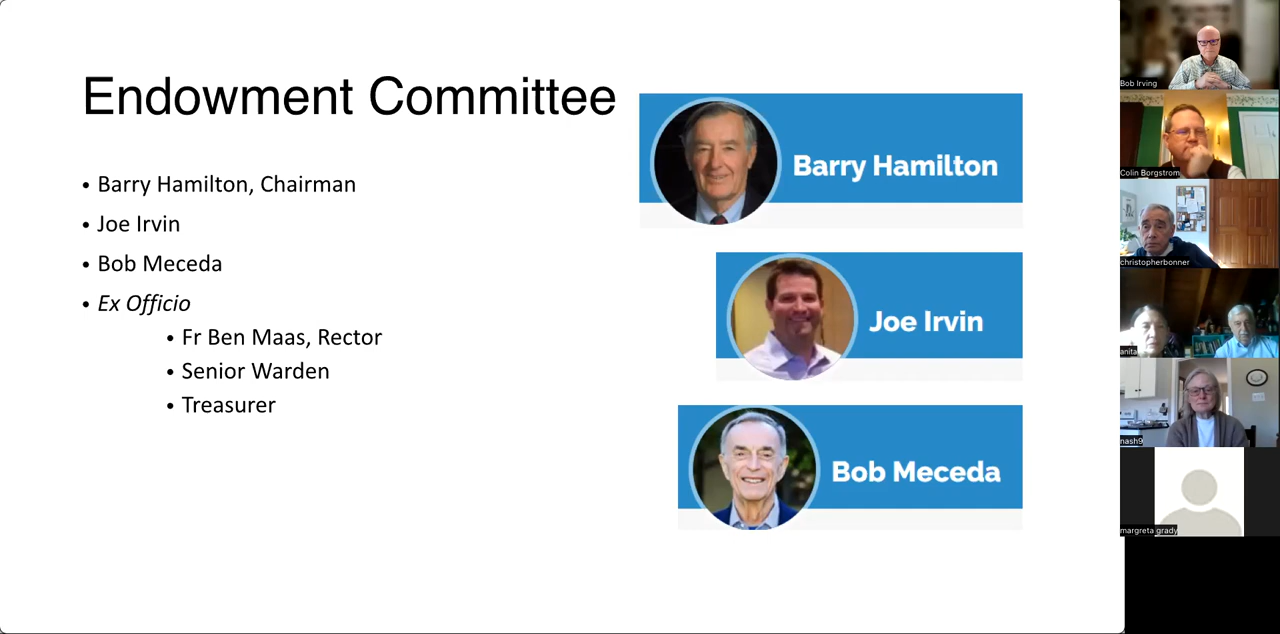 Endowment Committee
• Barry Hamilton, Chairman
• Joe Irvin
• Bob Meceda
• Ex Officio
• Fr Ben Maas, Rector
• Senior Warden
• Treasurer
Barry Hamilton
Joe Irvin
Bob Meceda
Bob Irving
Colin Borgstrom
christopherbonner
anita
nash9
margreta grady